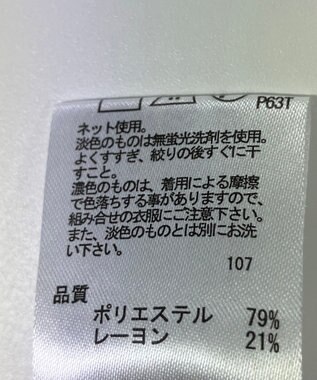 P63T
ネット使用。
淡色のものは無蛍光洗剤を使用。
よくすすぎ、絞りの後すぐに干
すこと。
濃色のものは、着用による摩擦
で色落ちする事がありますので、
組み合せの衣服にご注意下さい。
また、淡色のものとは別にお洗
い下さい。
107
品質
ポリエステル 79%
レーヨン 21%